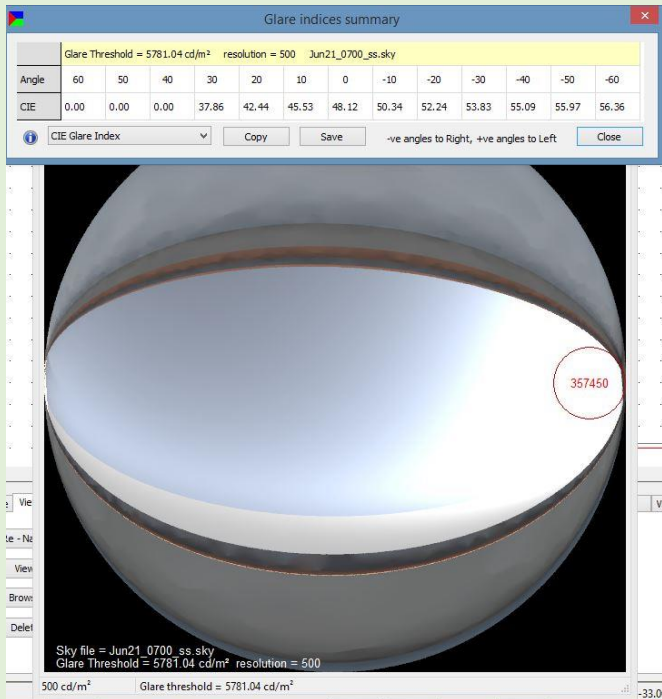 Glare indices summary
Glare Threshold = 5781.04 cd/m² resolution = 500 Jun21_0700_ss.sky
Angle 60 50 40 30 20 10 0 -10 -20 -30 -40 -50 -60
CIE 0.00 0.00 0.00 37.86 42.44 45.53 48.12 50.34 52.24 53.83 55.09 55.97 56.36
CIE Glare Index Copy Save -ve angles to Right, +ve angles to Left Close
357450
Vie
View
Sky file = Jun21_0700_ss.sky
Glare Threshold = 5781.04 cd/m² resolution = 500
500 cd/m² Glare threshold = 5781.04 cd/m²